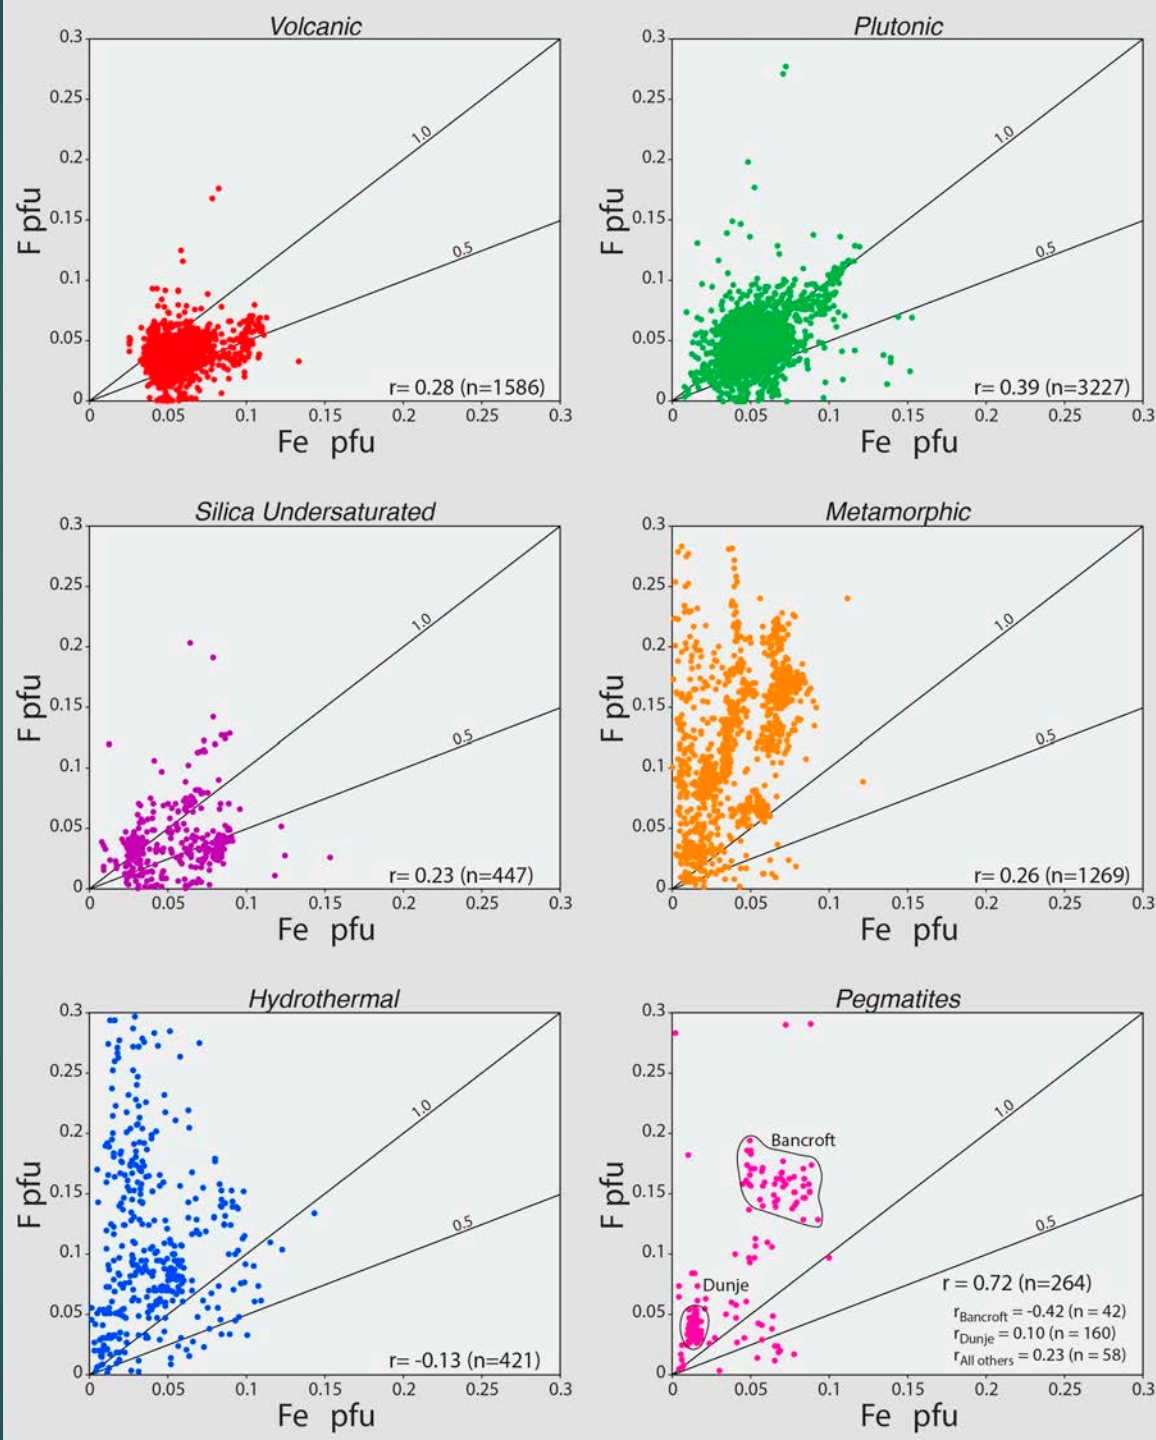 Volcanic
0.3
0.25
0.2
0.15
0.1
0.05
0
F pfu
1.0
0.5
r= 0.28 (n=1586)
0 0.05 0.1 0.15 0.2 0.25 0.3
Fe pfu
Plutonic
0.3
0.25
0.2
0.15
0.1
0.05
0
F pfu
1.0
0.5
r= 0.39 (n=3227)
0 0.05 0.1 0.15 0.2 0.25 0.3
Fe pfu
Silica Undersaturated
0.3
0.25
0.2
0.15
0.1
0.05
0
F pfu
1.0
0.5
r= 0.23 (n=447)
0 0.05 0.1 0.15 0.2 0.25 0.3
Fe pfu
Metamorphic
0.3
0.25
0.2
0.15
0.1
0.05
0
F pfu
1.0
0.5
r= 0.26 (n=1269)
0 0.05 0.1 0.15 0.2 0.25 0.3
Fe pfu
Hydrothermal
0.3
0.25
0.2
0.15
0.1
0.05
0
F pfu
1.0
0.5
r= -0.13 (n=421)
0 0.05 0.1 0.15 0.2 0.25 0.3
Fe pfu
Pegmatites
0.3
0.25
0.2
0.15
0.1
0.05
0
F pfu
1.0
Bancroft
0.5
Dunje
r = 0.72 (n=264)
rBancroft = -0.42 (n = 42)
rDunje = 0.10 (n = 160)
rAll others = 0.23 (n = 58)
0 0.05 0.1 0.15 0.2 0.25 0.3
Fe pfu